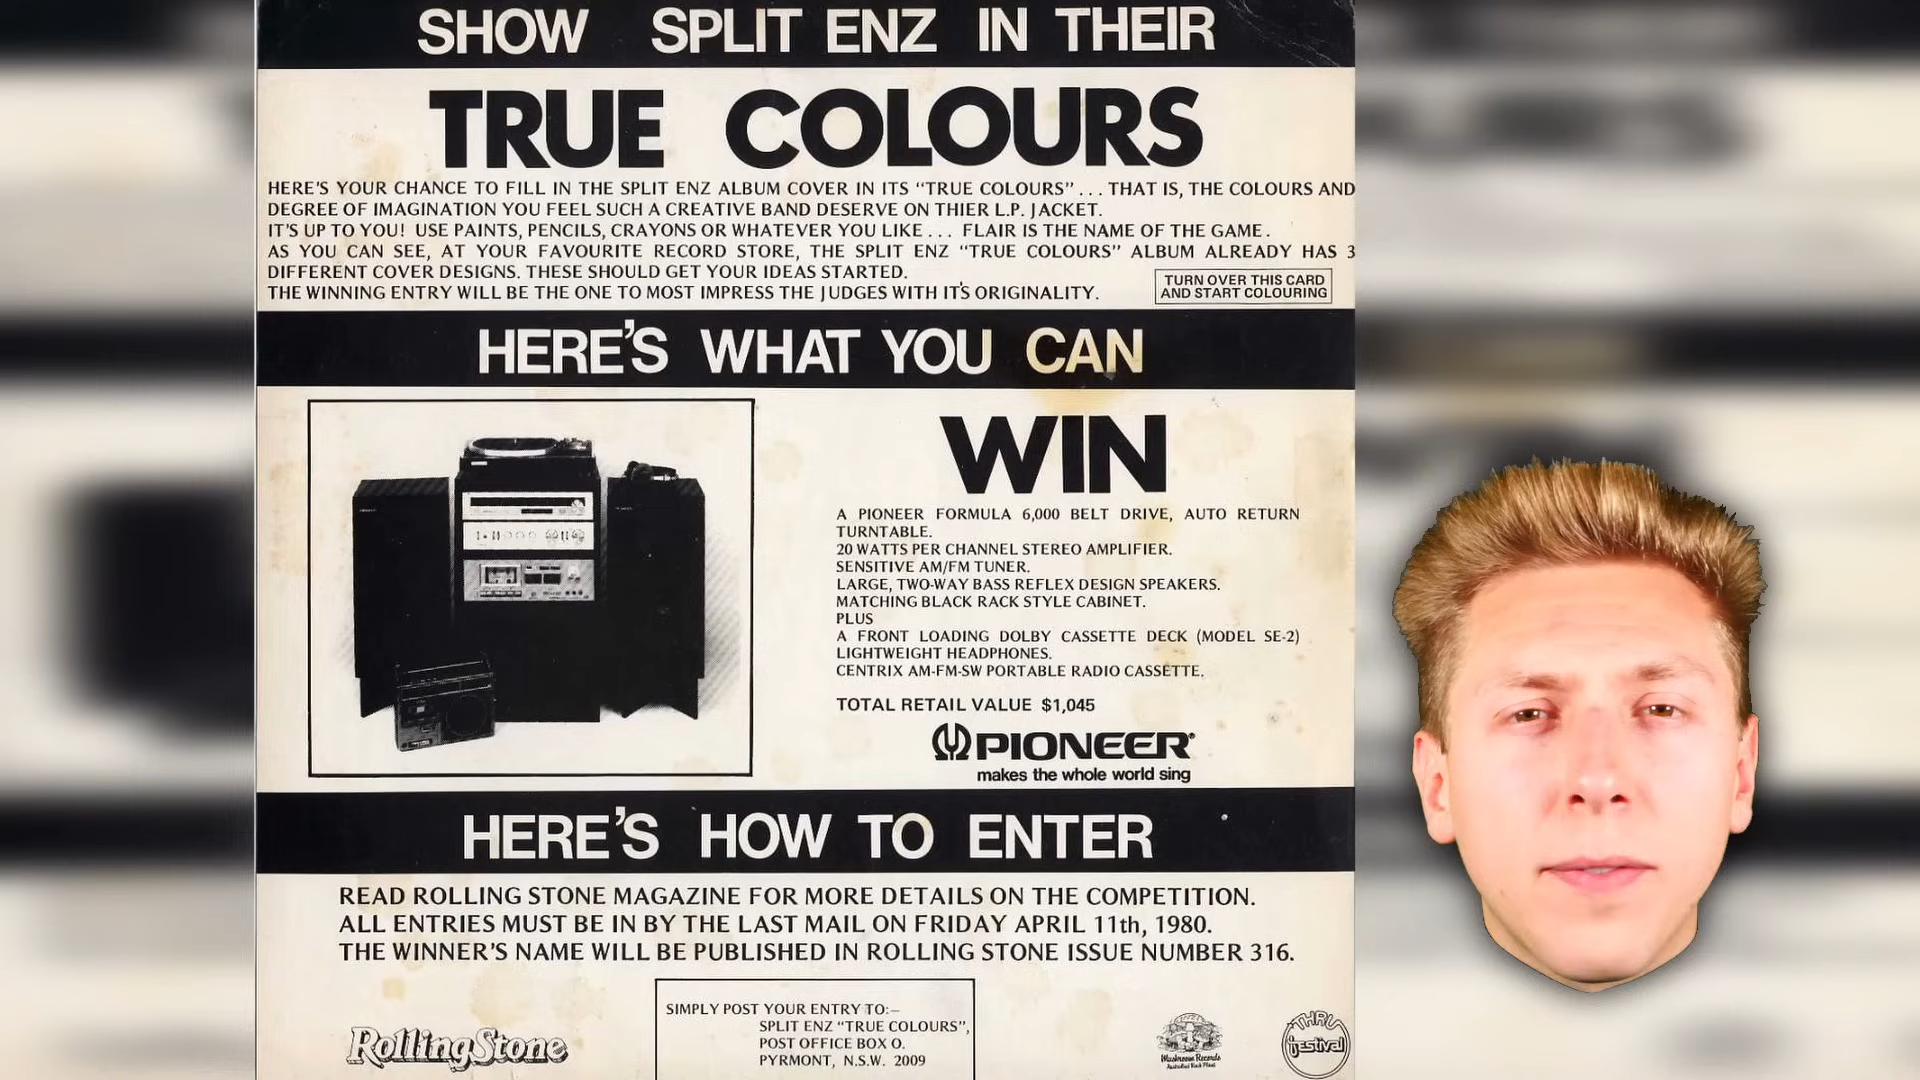 SHOW SPLIT ENZ IN THEIR
TRUE COLOURS
HERE'S YOUR CHANCE TO FILL IN THE SPLIT ENZ ALBUM COVER IN ITS "TRUE COLOURS" . . . THAT IS, THE COLOURS AND
DEGREE OF IMAGINATION YOU FEEL SUCH A CREATIVE BAND DESERVE ON THIER L.P. JACKET.
IT'S UP TO YOU! USE PAINTS, PENCILS, CRAYONS OR WHATEVER YOU LIKE . . . FLAIR IS THE NAME OF THE GAME.
AS YOU CAN SEE, AT YOUR FAVOURITE RECORD STORE, THE SPLIT ENZ "TRUE COLOURS" ALBUM ALREADY HAS 3
DIFFERENT COVER DESIGNS. THESE SHOULD GET YOUR IDEAS STARTED.
THE WINNING ENTRY WILL BE THE ONE TO MOST IMPRESS THE JUDGES WITH IT'S ORIGINALITY.
TURN OVER THIS CARD
AND START COLOURING
HERE'S WHAT YOU CAN
WIN
A PIONEER FORMULA 6,000 BELT DRIVE, AUTO RETURN
TURNTABLE.
20 WATTS PER CHANNEL STEREO AMPLIFIER.
SENSITIVE AM/FM TUNER.
LARGE, TWO-WAY BASS REFLEX DESIGN SPEAKERS.
MATCHING BLACK RACK STYLE CABINET.
PLUS
A FRONT LOADING DOLBY CASSETTE DECK (MODEL SE-2)
LIGHTWEIGHT HEADPHONES.
CENTRIX AM-FM-SW PORTABLE RADIO CASSETTE.
TOTAL RETAIL VALUE $1,045
PIONEER
makes the whole world sing
HERE'S HOW TO ENTER
READ ROLLING STONE MAGAZINE FOR MORE DETAILS ON THE COMPETITION.
ALL ENTRIES MUST BE IN BY THE LAST MAIL ON FRIDAY APRIL 11th, 1980.
THE WINNER'S NAME WILL BE PUBLISHED IN ROLLING STONE ISSUE NUMBER 316.
Rolling Stone
SIMPLY POST YOUR ENTRY TO:–
SPLIT ENZ "TRUE COLOURS",
POST OFFICE BOX O.
PYRMONT, N.S.W. 2009
Mushroom Records
THRU
festival